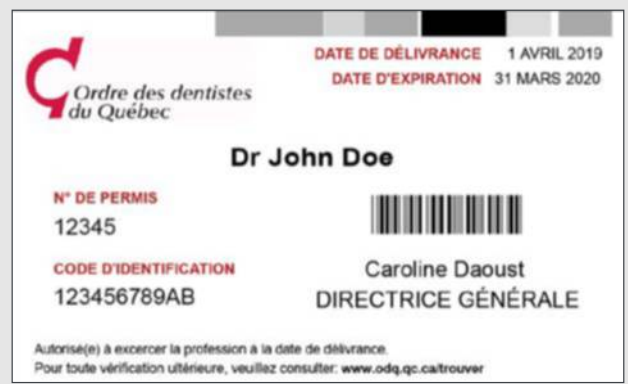 Ordre des dentistes
du Québec
DATE DE DÉLIVRANCE 1 AVRIL 2019
DATE D'EXPIRATION 31 MARS 2020
Dr John Doe
N° DE PERMIS
12345
CODE D'IDENTIFICATION
123456789AB
Caroline Daoust
DIRECTRICE GÉNÉRALE
Autorisé(e) à excercer la profession à la date de délivrance.
Pour toute vérification ultérieure, veuillez consulter: www.odq.qc.ca/trouver